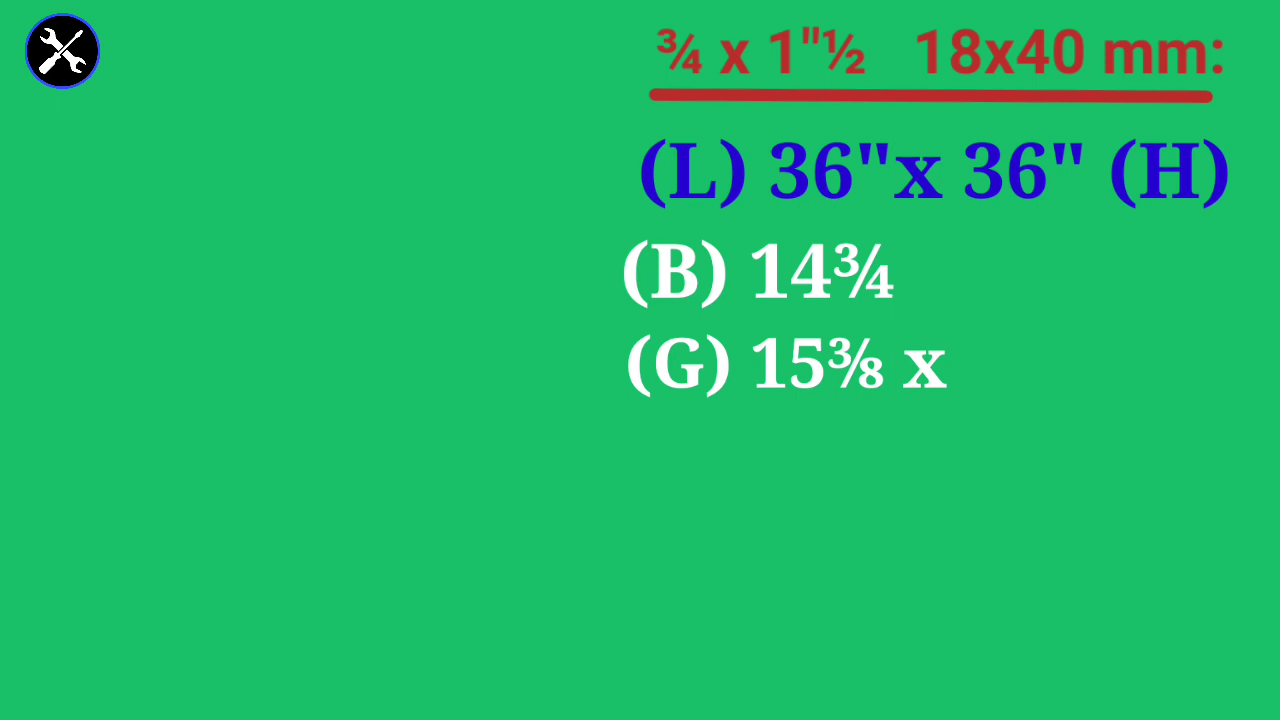 ¾ x 1"½ 18x40 mm:
(L) 36"x 36" (H)
(B) 14¾
(G) 15⅜ x